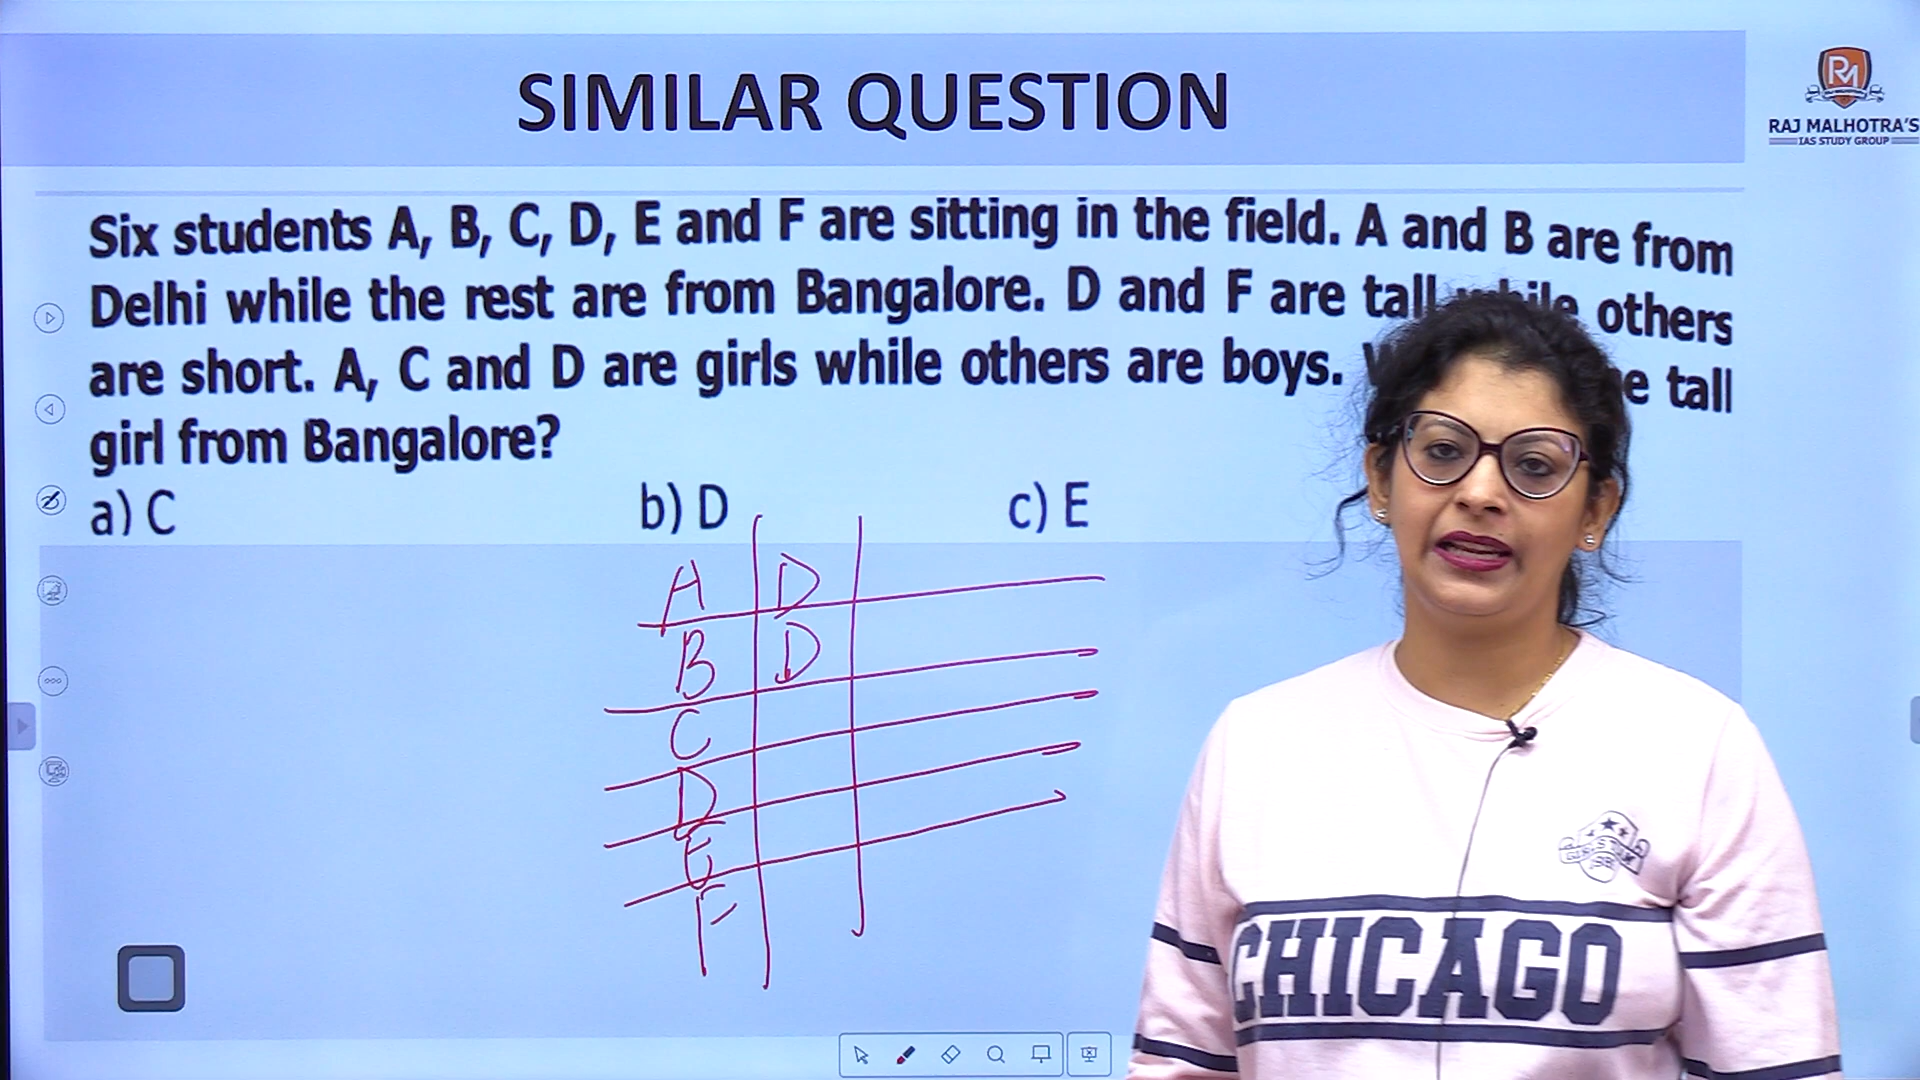 SIMILAR QUESTION
RM
RAJ MALHOTRA'S
IAS STUDY GROUP
Six students A, B, C, D, E and F are sitting in the field. A and B are from
Delhi while the rest are from Bangalore. D and F are tall while others
are short. A, C and D are girls while others are boys. tall
girl from Bangalore?
a) C b) D c) E
A D
B D
C
D
E
F
CHICAGO